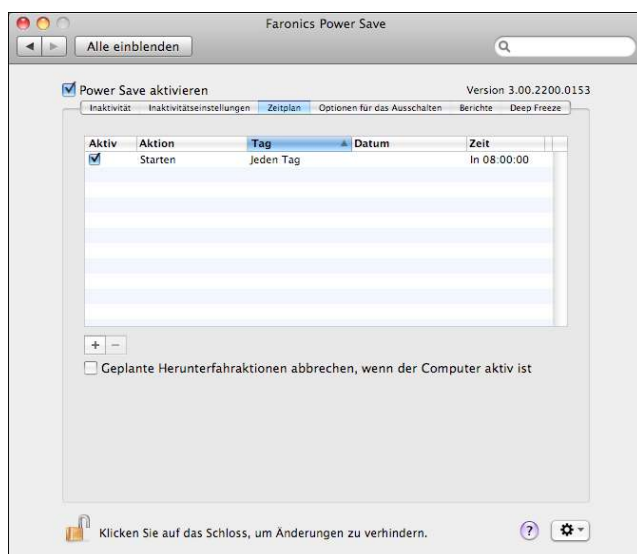 Faronics Power Save
Alle einblenden
Power Save aktivieren Version 3.00.2200.0153
Inaktivität Inaktivitätseinstellungen Zeitplan Optionen für das Ausschalten Berichte Deep Freeze
Aktiv Aktion Tag Datum Zeit
Starten Jeden Tag In 08:00:00
+ −
Geplante Herunterfahraktionen abbrechen, wenn der Computer aktiv ist
Klicken Sie auf das Schloss, um Änderungen zu verhindern. ?